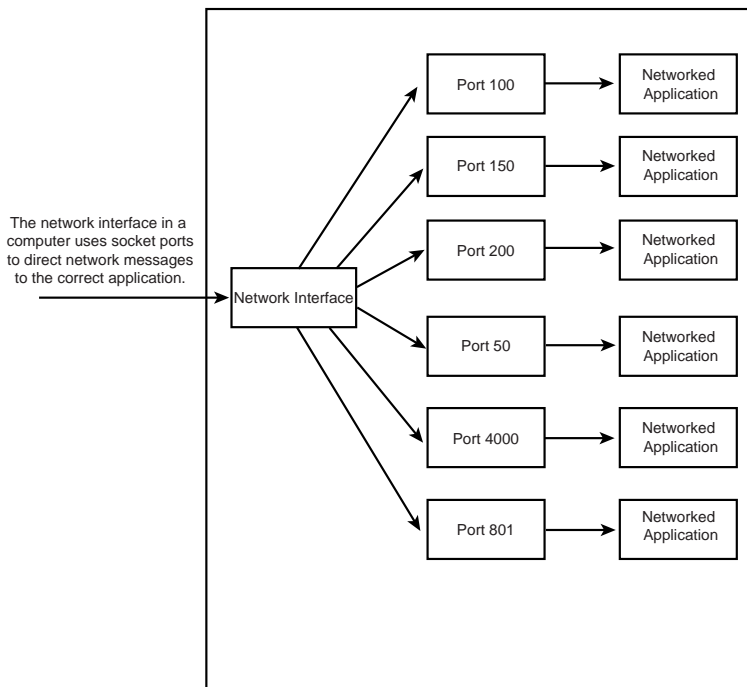 Port 100
Networked
Application
Port 150
Networked
Application
The network interface in a
computer uses socket ports
to direct network messages
to the correct application.
Port 200
Networked
Application
Network Interface
Port 50
Networked
Application
Port 4000
Networked
Application
Port 801
Networked
Application